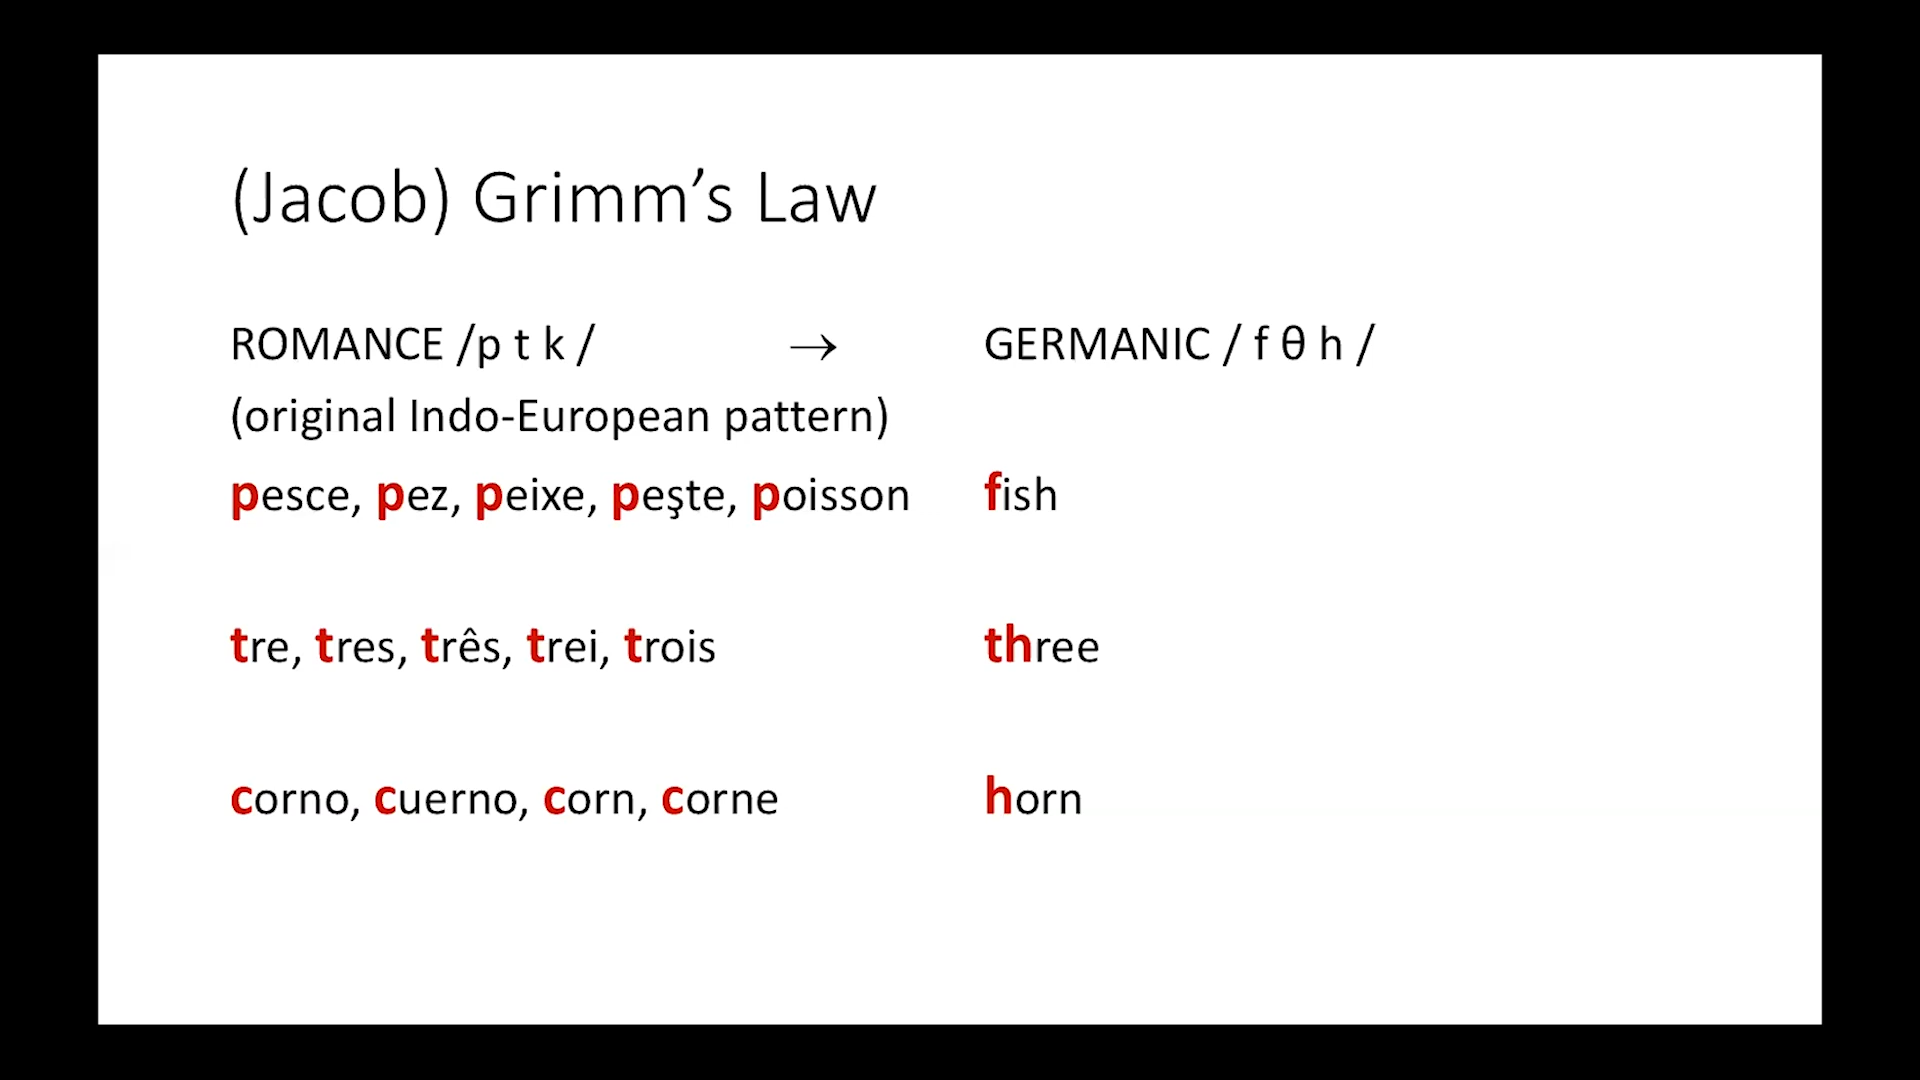 (Jacob) Grimm’s Law
ROMANCE /p t k / → GERMANIC / f θ h /
(original Indo-European pattern)
pesce, pez, peixe, peşte, poisson fish
tre, tres, três, trei, trois three
corno, cuerno, corn, corne horn